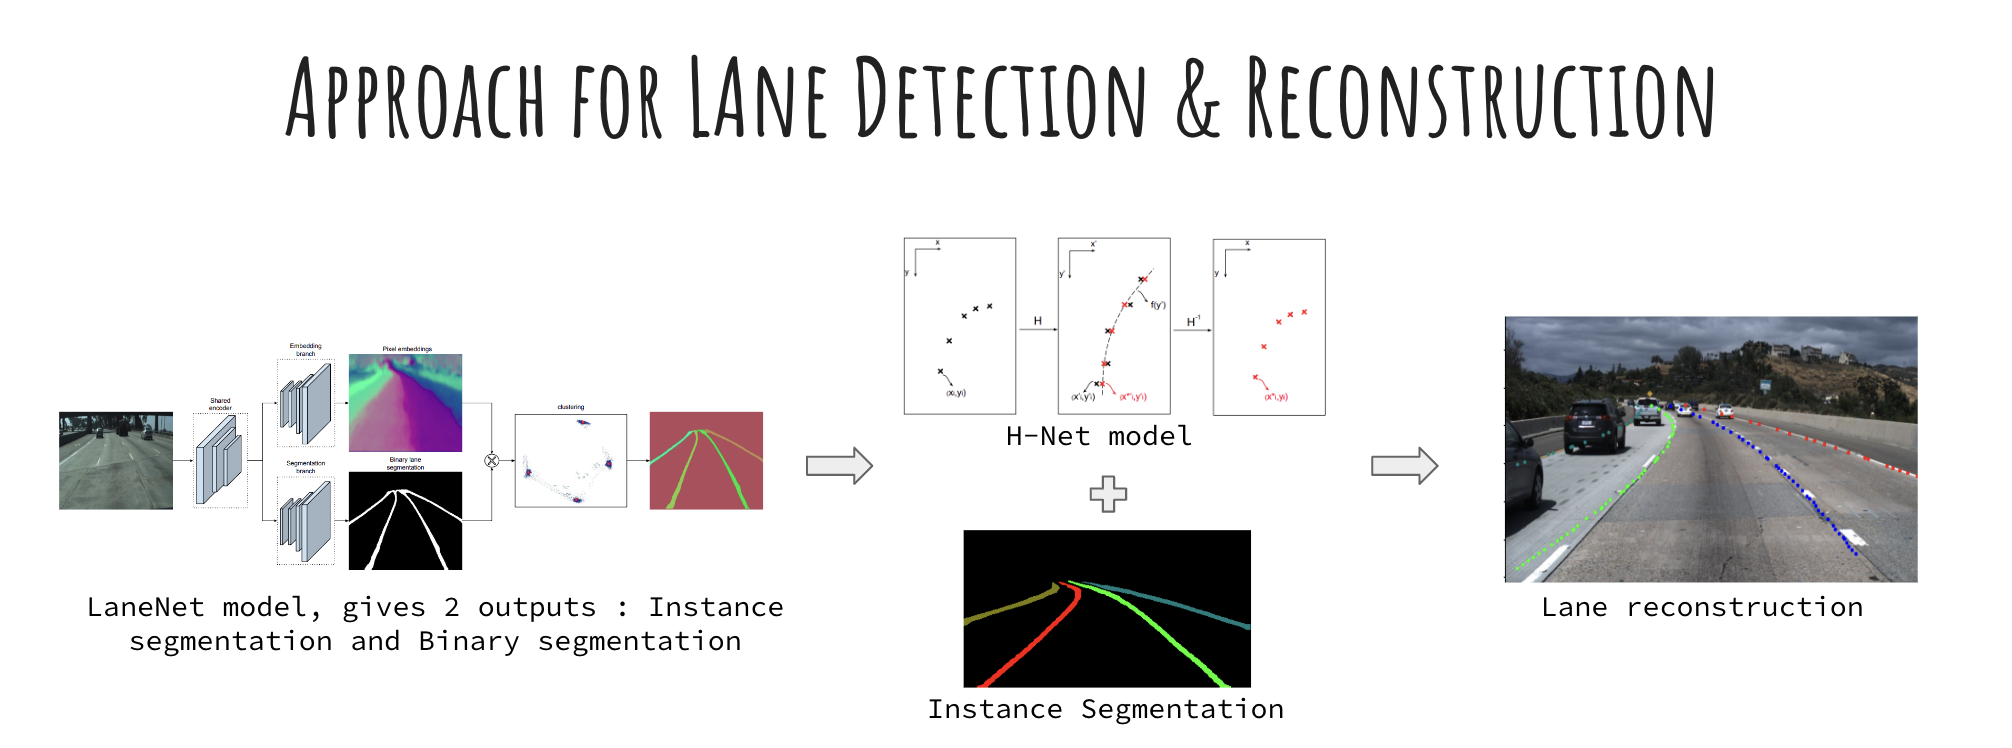 Approach for LAne Detection & Reconstruction
Embedding
branch
Pixel embeddings
Shared
encoder
clustering
Segmentation
branch
Binary lane
segmentation
LaneNet model, gives 2 outputs : Instance
segmentation and Binary segmentation
x
y
(xᵢ,yᵢ)
H
x'
y'
f(y')
(x'ᵢ,y'ᵢ)
(x*'ᵢ,y'ᵢ)
H⁻¹
x
y
(x*ᵢ,yᵢ)
H-Net model
Instance Segmentation
Lane reconstruction